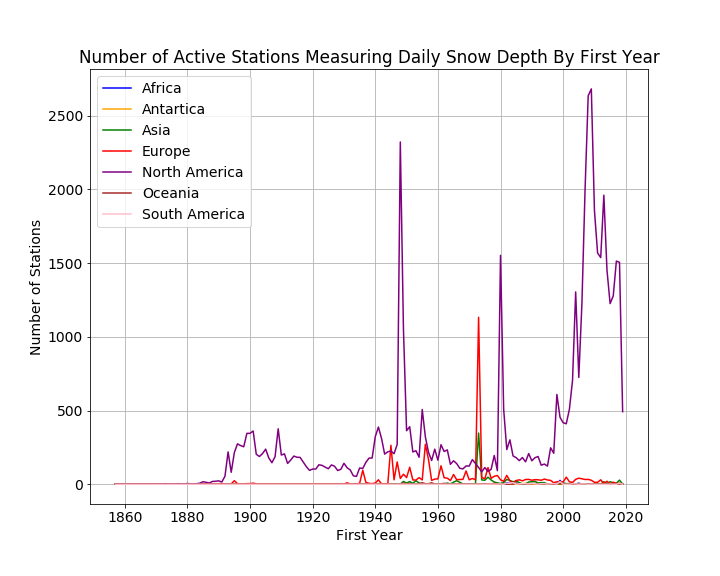 Number of Active Stations Measuring Daily Snow Depth By First Year
Africa
Antartica
Asia
Europe
North America
Oceania
South America
Number of Stations
2500
2000
1500
1000
500
0
1860 1880 1900 1920 1940 1960 1980 2000 2020
First Year